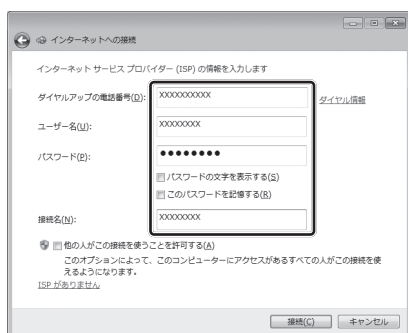 インターネットへの接続
インターネット サービス プロバイダー (ISP) の情報を入力します
ダイヤルアップの電話番号(D): XXXXXXXXXX ダイヤル情報
ユーザー名(U): XXXXXXXX
パスワード(P): ●●●●●●●●
パスワードの文字を表示する(S)
このパスワードを記憶する(R)
接続名(N): XXXXXXXX
他の人がこの接続を使うことを許可する(A)
このオプションによって、このコンピューターにアクセスがあるすべての人がこの接続を使
えるようになります。
ISP がありません
接続(C) キャンセル